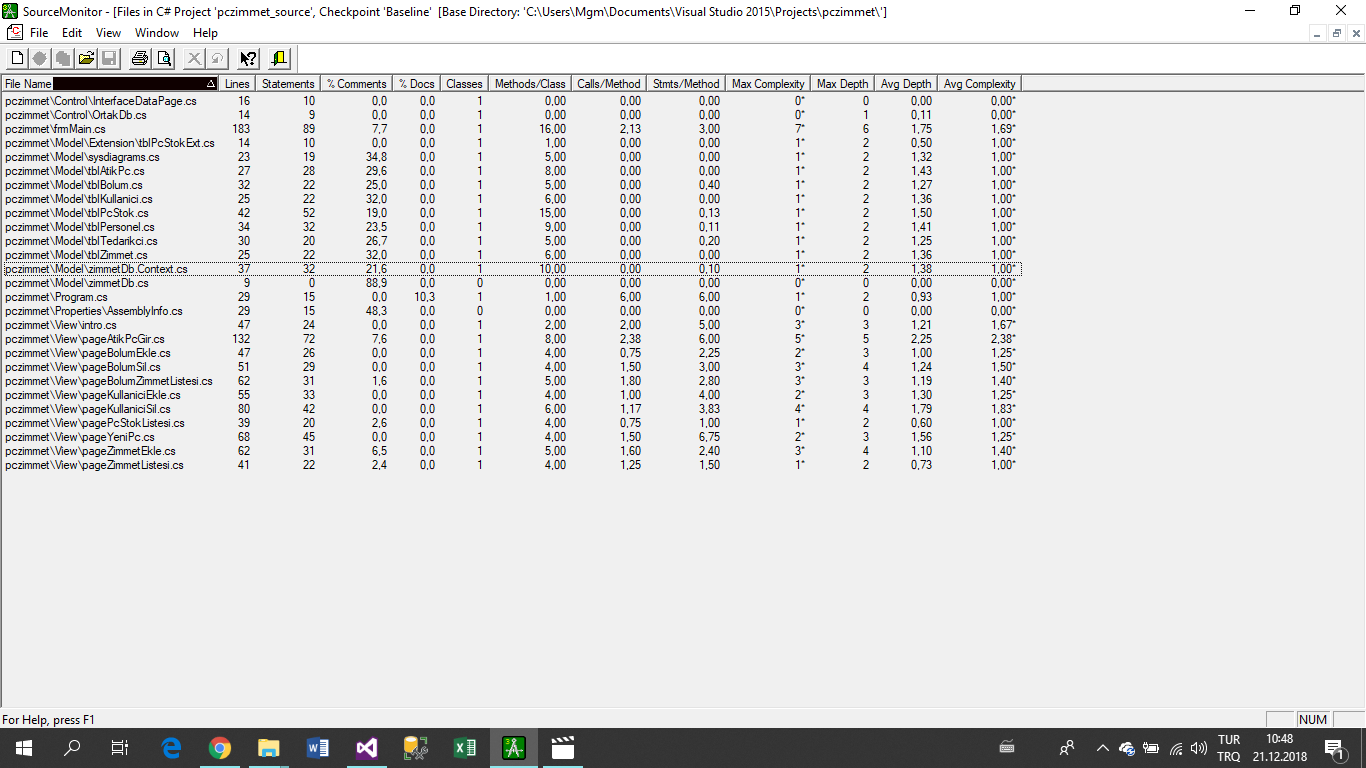 SourceMonitor - [Files in C# Project 'pczimmet_source', Checkpoint 'Baseline' [Base Directory: 'C:\Users\Mgm\Documents\Visual Studio 2015\Projects\pczimmet\']
File Edit View Window Help
File Name Lines Statements % Comments % Docs Classes Methods/Class Calls/Method Stmts/Method Max Complexity Max Depth Avg Depth Avg Complexity
pczimmet\Control\InterfaceDataPage.cs 16 10 0,0 0,0 1 0,00 0,00 0,00 0* 0 0,00 0,00*
pczimmet\Control\OrtakDb.cs 14 9 0,0 0,0 1 0,00 0,00 0,00 0* 1 0,11 0,00*
pczimmet\frmMain.cs 183 89 7,7 0,0 1 16,00 2,13 3,00 7* 6 1,75 1,69*
pczimmet\Model\Extension\tblPcStokExt.cs 14 10 0,0 0,0 1 1,00 0,00 0,00 1* 2 0,50 1,00*
pczimmet\Model\sysdiagrams.cs 23 19 34,8 0,0 1 5,00 0,00 0,00 1* 2 1,32 1,00*
pczimmet\Model\tblAtikPc.cs 27 28 29,6 0,0 1 8,00 0,00 0,00 1* 2 1,43 1,00*
pczimmet\Model\tblBolum.cs 32 22 25,0 0,0 1 5,00 0,00 0,40 1* 2 1,27 1,00*
pczimmet\Model\tblKullanici.cs 25 22 32,0 0,0 1 6,00 0,00 0,00 1* 2 1,36 1,00*
pczimmet\Model\tblPcStok.cs 42 52 19,0 0,0 1 15,00 0,00 0,13 1* 2 1,50 1,00*
pczimmet\Model\tblPersonel.cs 34 32 23,5 0,0 1 9,00 0,00 0,11 1* 2 1,41 1,00*
pczimmet\Model\tblTedarikci.cs 30 20 26,7 0,0 1 5,00 0,00 0,20 1* 2 1,25 1,00*
pczimmet\Model\tblZimmet.cs 25 22 32,0 0,0 1 6,00 0,00 0,00 1* 2 1,36 1,00*
pczimmet\Model\zimmetDb.Context.cs 37 32 21,6 0,0 1 10,00 0,00 0,10 1* 2 1,38 1,00*
pczimmet\Model\zimmetDb.cs 9 0 88,9 0,0 0 0,00 0,00 0,00 0* 0 0,00 0,00*
pczimmet\Program.cs 29 15 0,0 10,3 1 1,00 6,00 6,00 1* 2 0,93 1,00*
pczimmet\Properties\AssemblyInfo.cs 29 15 48,3 0,0 0 0,00 0,00 0,00 0* 0 0,00 0,00*
pczimmet\View\intro.cs 47 24 0,0 0,0 1 2,00 2,00 5,00 3* 3 1,21 1,67*
pczimmet\View\pageAtikPcGir.cs 132 72 7,6 0,0 1 8,00 2,38 6,00 5* 5 2,25 2,38*
pczimmet\View\pageBolumEkle.cs 47 26 0,0 0,0 1 4,00 0,75 2,25 2* 3 1,00 1,25*
pczimmet\View\pageBolumSil.cs 51 29 0,0 0,0 1 4,00 1,50 3,00 3* 4 1,24 1,50*
pczimmet\View\pageBolumZimmetListesi.cs 62 31 1,6 0,0 1 5,00 1,80 2,80 3* 3 1,19 1,40*
pczimmet\View\pageKullaniciEkle.cs 55 33 0,0 0,0 1 4,00 1,00 4,00 2* 3 1,30 1,25*
pczimmet\View\pageKullaniciSil.cs 80 42 0,0 0,0 1 6,00 1,17 3,83 4* 4 1,79 1,83*
pczimmet\View\pagePcStokListesi.cs 39 20 2,6 0,0 1 4,00 0,75 1,00 1* 2 0,60 1,00*
pczimmet\View\pageYeniPc.cs 68 45 0,0 0,0 1 4,00 1,50 6,75 2* 3 1,56 1,25*
pczimmet\View\pageZimmetEkle.cs 62 31 6,5 0,0 1 5,00 1,60 2,40 3* 4 1,10 1,40*
pczimmet\View\pageZimmetListesi.cs 41 22 2,4 0,0 1 4,00 1,25 1,50 1* 2 0,73 1,00*
For Help, press F1 NUM
TUR 10:48
TRQ 21.12.2018 1